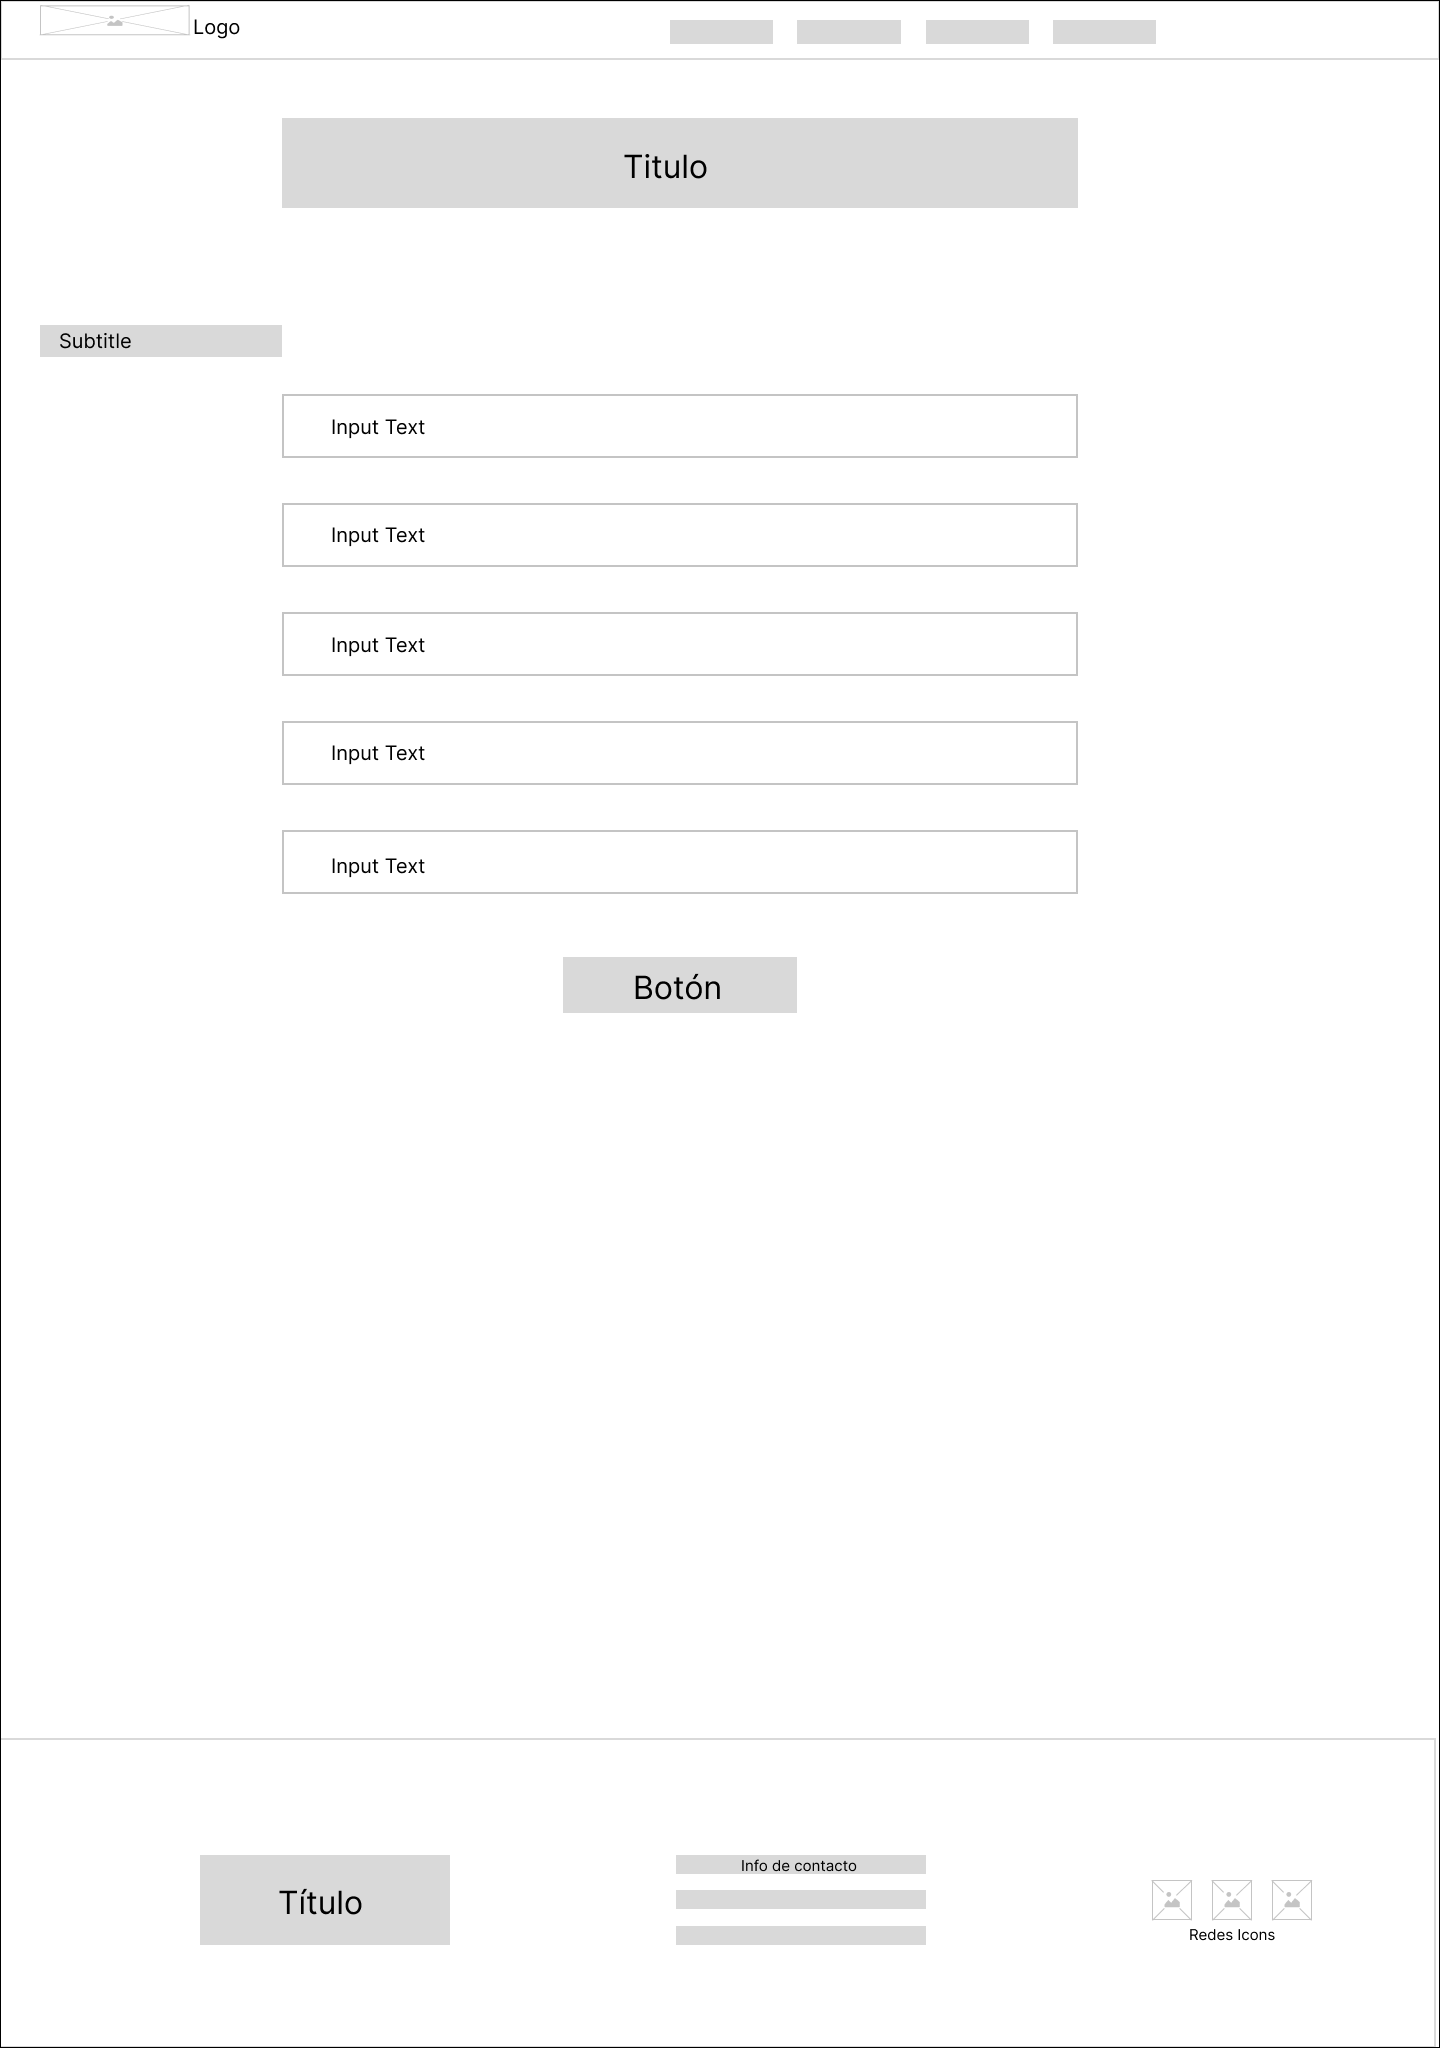 Logo
Titulo
Subtitle
Input Text
Input Text
Input Text
Input Text
Input Text
Botón
Título
Info de contacto
Redes Icons